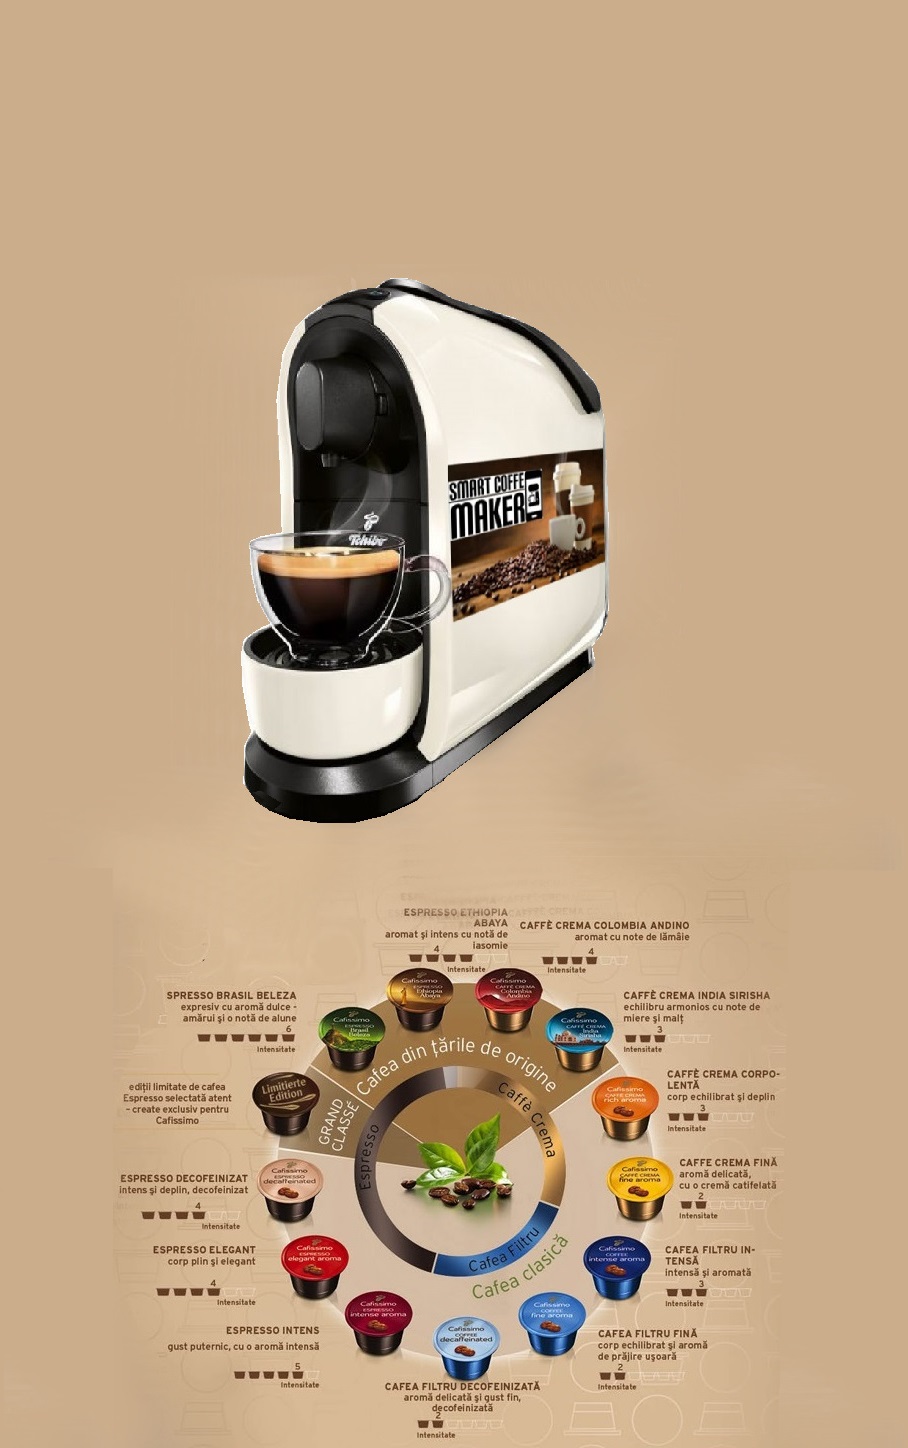 SMART COFFE
MAKER
Tchibo
ESPRESSO ETHIOPIA
ABAYA
aromat şi intens cu notă de
iasomie
4
Intensitate
CAFFÈ CREMA COLOMBIA ANDINO
aromat cu note de lămâie
4
Intensitate
SPRESSO BRASIL BELEZA
expresiv cu aromă dulce -
amărui şi o notă de alune
6
Intensitate
CAFFÈ CREMA INDIA SIRISHA
echilibru armonios cu note de
miere şi malţ
3
Intensitate
ediţii limitate de cafea
Espresso selectată atent
– create exclusiv pentru
Cafissimo
CAFFÈ CREMA CORPO-
LENTĂ
corp echilibrat şi deplin
3
Intensitate
ESPRESSO DECOFEINIZAT
intens şi deplin, decofeinizat
4
Intensitate
CAFFE CREMA FINĂ
aromă delicată,
cu o cremă catifelată
2
Intensitate
ESPRESSO ELEGANT
corp plin şi elegant
4
Intensitate
CAFEA FILTRU IN-
TENSĂ
intensă şi aromată
3
Intensitate
ESPRESSO INTENS
gust puternic, cu o aromă intensă
5
Intensitate
CAFEA FILTRU FINĂ
corp echilibrat şi aromă
de prăjire uşoară
2
Intensitate
CAFEA FILTRU DECOFEINIZATĂ
aromă delicată şi gust fin,
decofeinizată
2
Intensitate
Cafea din ţările de origine
GRAND
CLASSÉ
Espresso
Caffè Crema
Cafea Filtru
Cafea clasică
Cafissimo
ESPRESSO
Ethiopia
Abaya
Cafissimo
CAFFÈ CREMA
Colombia
Andino
Cafissimo
ESPRESSO
Brasil
Beleza
Cafissimo
CAFFÈ CREMA
India
Sirisha
Limitierte
Edition
Cafissimo
CAFFÈ CREMA
rich aroma
Cafissimo
ESPRESSO
decaffeinated
Cafissimo
CAFFÈ CREMA
fine aroma
Cafissimo
ESPRESSO
elegant aroma
Cafissimo
COFFEE
intense aroma
Cafissimo
ESPRESSO
intense aroma
Cafissimo
COFFEE
decaffeinated
Cafissimo
COFFEE
fine aroma